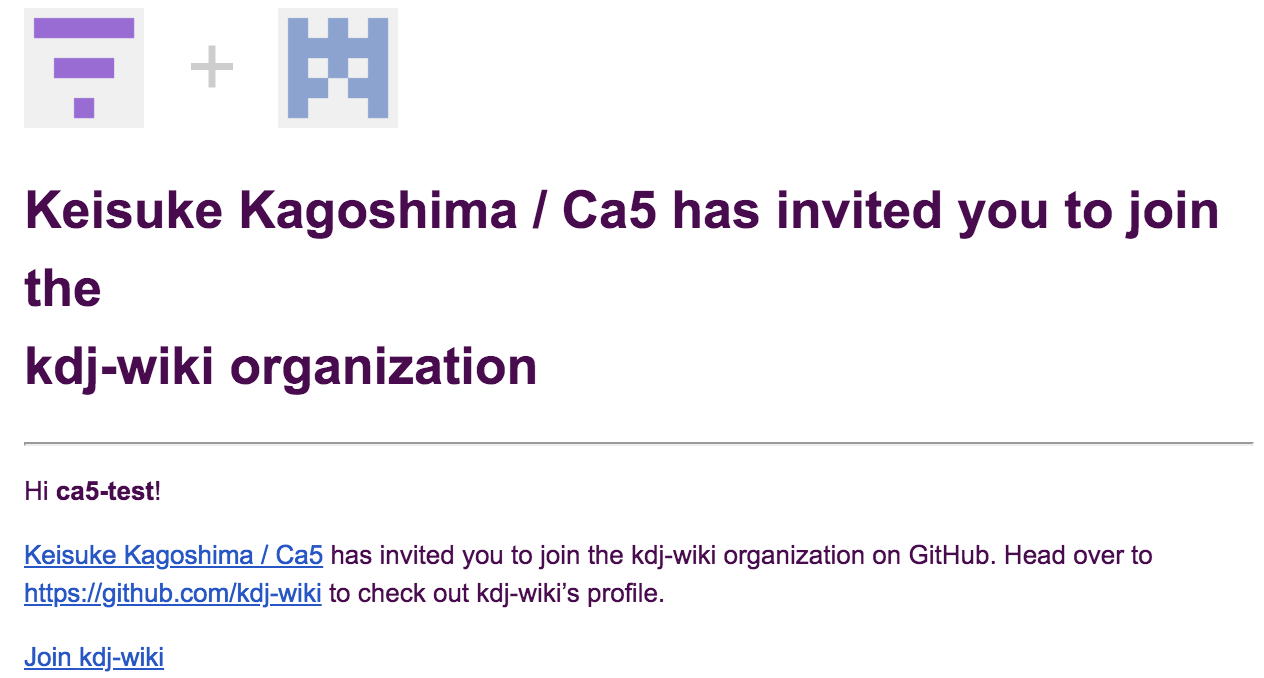 Keisuke Kagoshima / Ca5 has invited you to join
the
kdj-wiki organization
Hi ca5-test!
Keisuke Kagoshima / Ca5 has invited you to join the kdj-wiki organization on GitHub. Head over to
https://github.com/kdj-wiki to check out kdj-wiki’s profile.
Join kdj-wiki